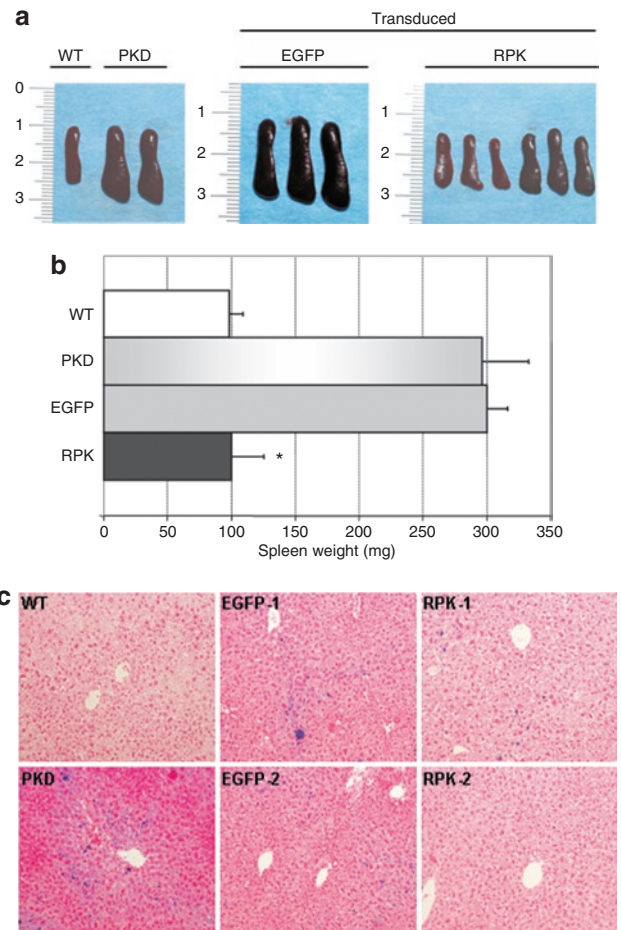 a
Transduced
WT PKD EGFP RPK
0
1
2
3
1
2
3
1
2
3
b
WT
PKD
EGFP
RPK
*
0 50 100 150 200 250 300 350
Spleen weight (mg)
c
WT EGFP-1 RPK-1
PKD EGFP-2 RPK-2